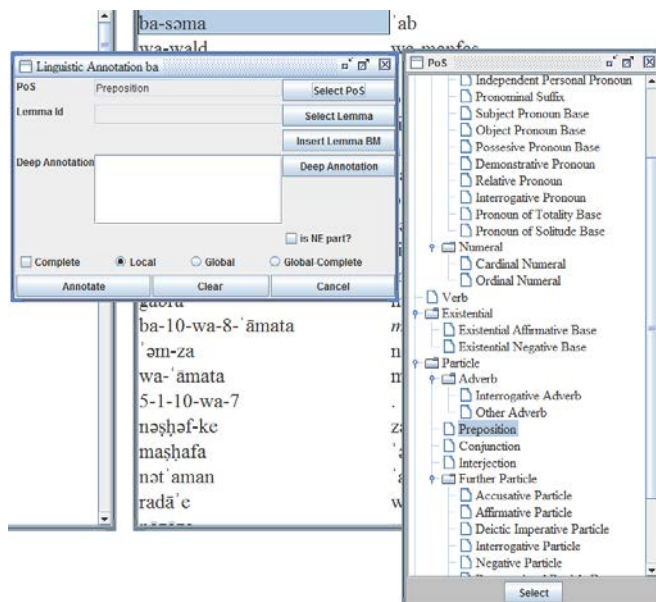 ba-səma ʾab
Linguistic Annotation ba
PoS Preposition Select PoS
Lemma Id Select Lemma
Insert Lemma BM
Deep Annotation Deep Annotation
is NE part?
Complete Local Global Global-Complete
Annotate Clear Cancel
ba-10-wa-8-ʿāmata
ʾəm-za
wa-ʿāmata
5-1-10-wa-7 .
nəṣḥəf-ke
maṣḥafa
nətʾaman
radāʾe
PoS
Independent Personal Pronoun
Pronominal Suffix
Subject Pronoun Base
Object Pronoun Base
Possesive Pronoun Base
Demonstrative Pronoun
Relative Pronoun
Interrogative Pronoun
Pronoun of Totality Base
Pronoun of Solitude Base
Numeral
Cardinal Numeral
Ordinal Numeral
Verb
Existential
Existential Affirmative Base
Existential Negative Base
Particle
Adverb
Interrogative Adverb
Other Adverb
Preposition
Conjunction
Interjection
Further Particle
Accusative Particle
Affirmative Particle
Deictic Imperative Particle
Interrogative Particle
Negative Particle
Select